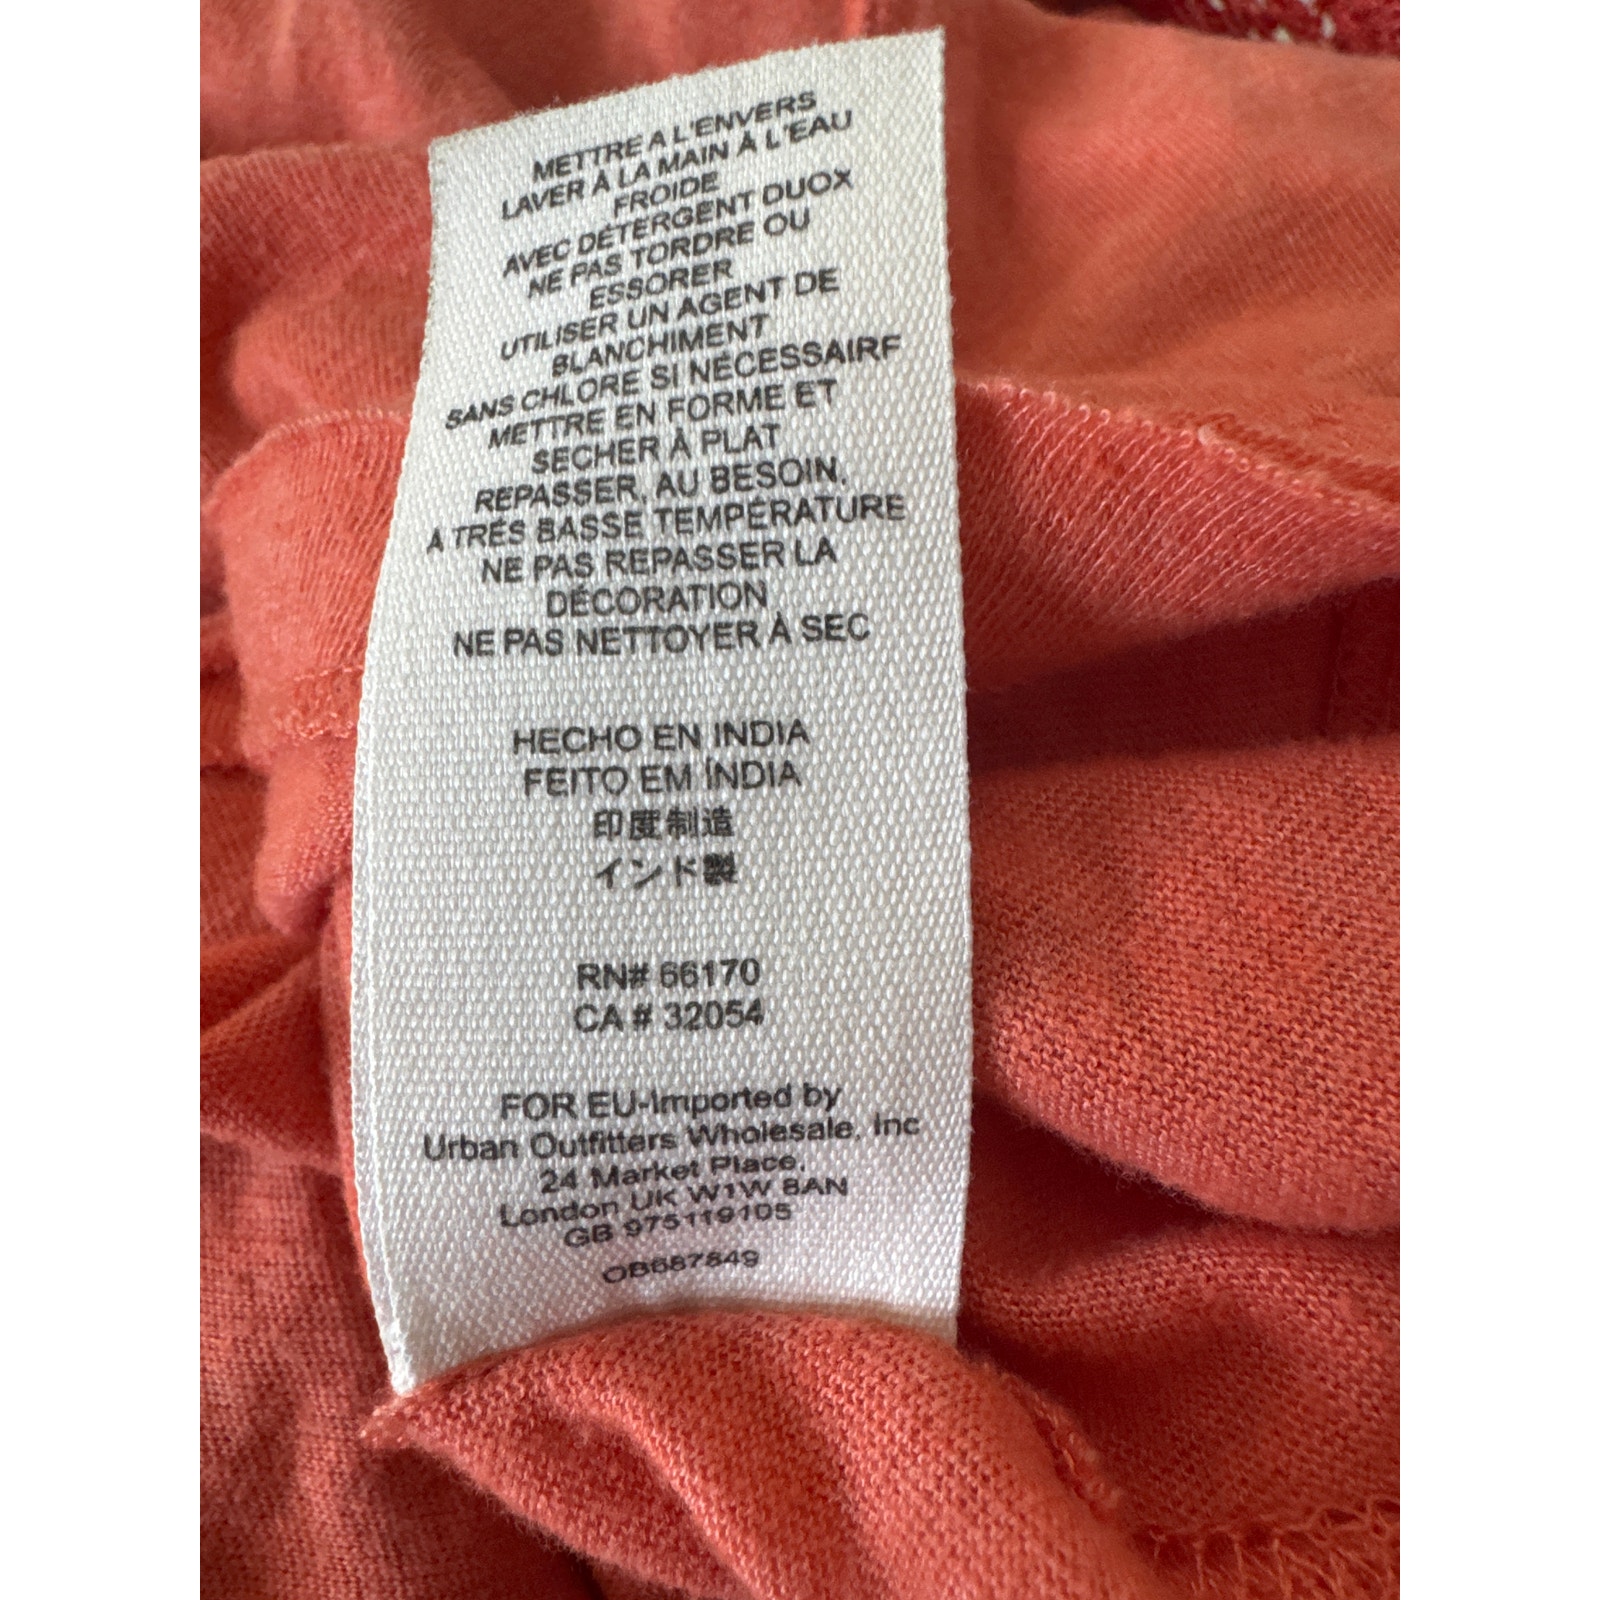 METTRE A L'ENVERS
LAVER À LA MAIN À L'EAU
FROIDE
AVEC DÉTERGENT DUOX
NE PAS TORDRE OU
ESSORER
UTILISER UN AGENT DE
BLANCHIMENT
SANS CHLORE SI NÉCESSAIRF
METTRE EN FORME ET
SECHER À PLAT
REPASSER, AU BESOIN,
À TRÈS BASSE TEMPÉRATURE
NE PAS REPASSER LA
DÉCORATION
NE PAS NETTOYER À SEC
HECHO EN INDIA
FEITO EM ÍNDIA
印度制造
インド製
RN# 66170
CA # 32054
FOR EU-Imported by
Urban Outfitters Wholesale, Inc
24 Market Place,
London UK W1W 8AN
GB 975119105
OB687849